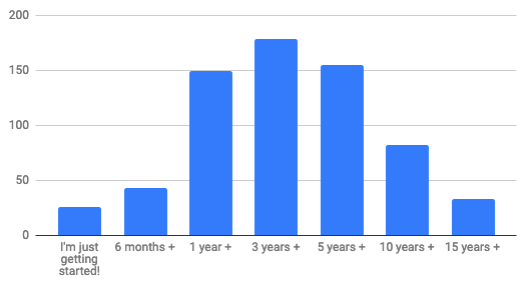 200
150
100
50
0
I'm just
getting
started!
6 months +
1 year +
3 years +
5 years +
10 years +
15 years +